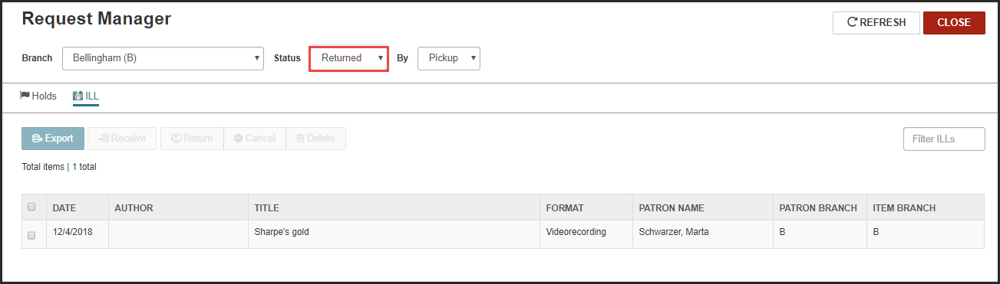 Request Manager
REFRESH
CLOSE
Branch Bellingham (B) Status Returned By Pickup
Holds ILL
Export Receive Return Cancel Delete Filter ILLs
Total items | 1 total
DATE AUTHOR TITLE FORMAT PATRON NAME PATRON BRANCH ITEM BRANCH
12/4/2018 Sharpe's gold Videorecording Schwarzer, Marta B B